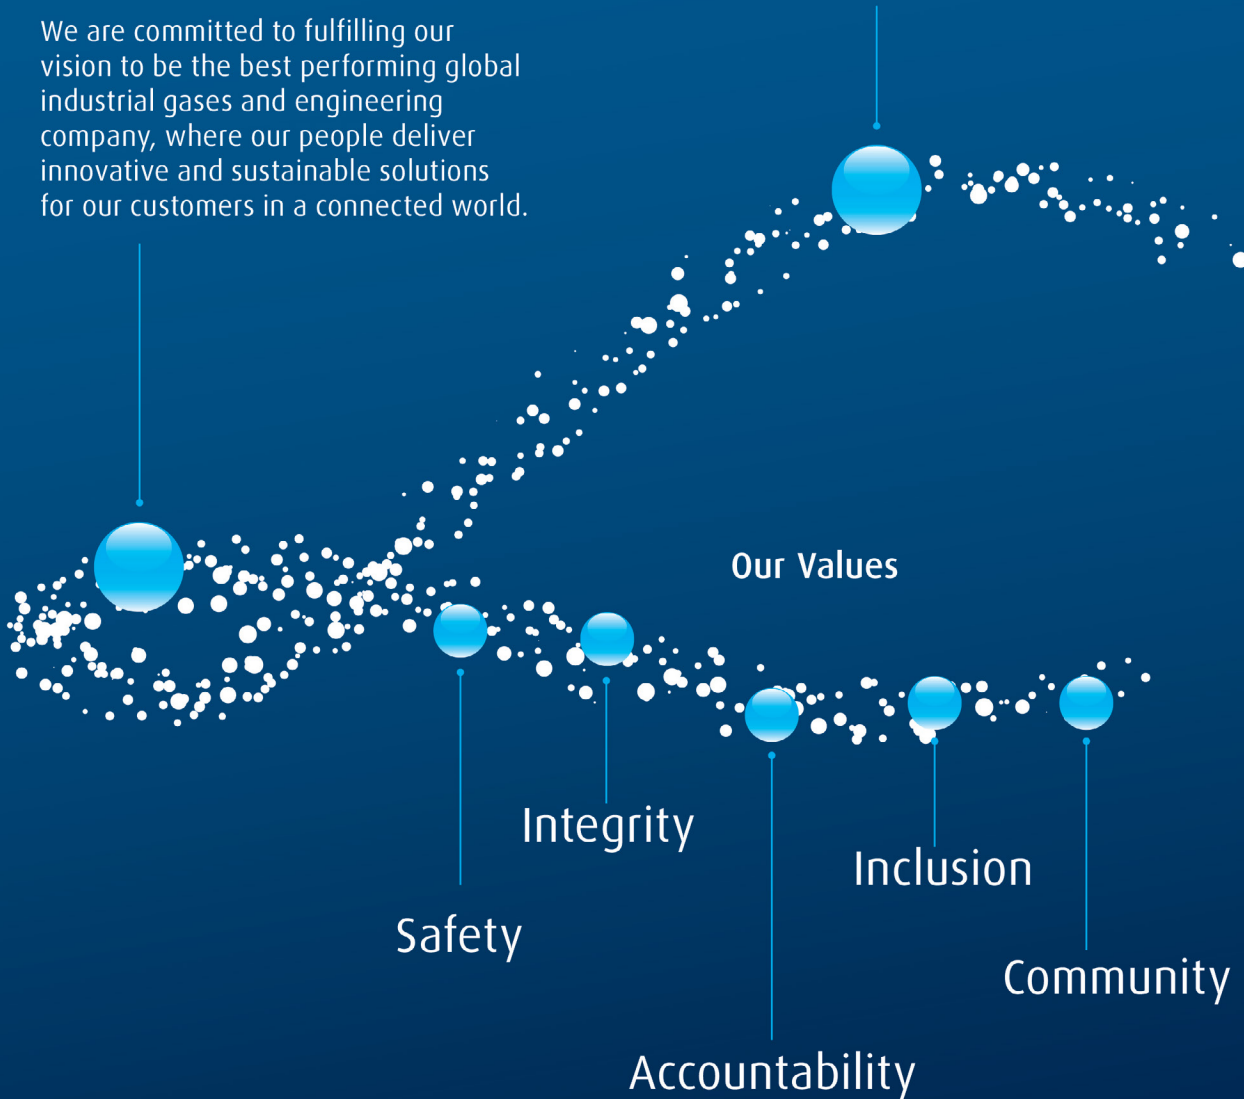 We are committed to fulfilling our
vision to be the best performing global
industrial gases and engineering
company, where our people deliver
innovative and sustainable solutions
for our customers in a connected world.
Our Values
Integrity
Inclusion
Safety
Community
Accountability